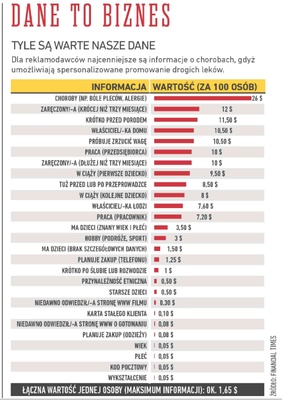 DANE TO BIZNES
TYLE SĄ WARTE NASZE DANE
Dla reklamodawców najcenniejsze są informacje o chorobach, gdyż
umożliwiają spersonalizowane promowanie drogich leków.
INFORMACJA WARTOŚĆ (ZA 100 OSÓB)
CHOROBY (NP. BÓLE PLECÓW, ALERGIE) 26 $
ZARĘCZONY/-A (KRÓCEJ NIŻ TRZY MIESIĄCE) 12 $
KRÓTKO PRZED PORODEM 11,50 $
WŁAŚCICIEL/-KA DOMU 10,50 $
PRÓBUJE ZRZUCIĆ WAGĘ 10,50 $
PRACA (PRZEDSIĘBIORCA) 10 $
ZARĘCZONY/-A (DŁUŻEJ NIŻ TRZY MIESIĄCE) 10 $
W CIĄŻY (PIERWSZE DZIECKO) 9,50 $
TUŻ PRZED LUB PO PRZEPROWADZCE 8,50 $
W CIĄŻY (KOLEJNE DZIECKO) 8 $
WŁAŚCICIEL/-KA ŁODZI 7.60 $
PRACA (PRACOWNIK) 7.20 $
MA DZIECI (ZNANY WIEK I PŁEĆ) 3,50 $
HOBBY (PODRÓŻE, SPORT) 3 $
MA DZIECI (BRAK SZCZEGÓŁOWYCH DANYCH) 1,50 $
PLANUJE ZAKUP (TELEFONU) 1,25 $
KRÓTKO PO ŚLUBIE LUB ROZWODZIE 1 $
PRZYNALEŻNOŚĆ ETNICZNA 0,50 $
STARSZE DZIECI 0,50 $
NIEDAWNO ODWIEDZIŁ/-A STRONĘ WWW FILMU 0.30 $
KARTA STAŁEGO KLIENTA 0,10 $
NIEDAWNO ODWIEDZIŁ/-A STRONĘ WWW O GOTOWANIU 0,08 $
PLANUJE ZAKUP (ODZIEŻY) 0,08 $
WIEK 0,05 $
PŁEĆ 0,05 $
KOD POCZTOWY 0,05 $
WYKSZTAŁCENIE 0,05 $
ŁĄCZNA WARTOŚĆ JEDNEJ OSOBY (MAKSIMUM INFORMACJI): OK. 1,65 $
ŹRÓDŁO: FINANCIAL TIMES